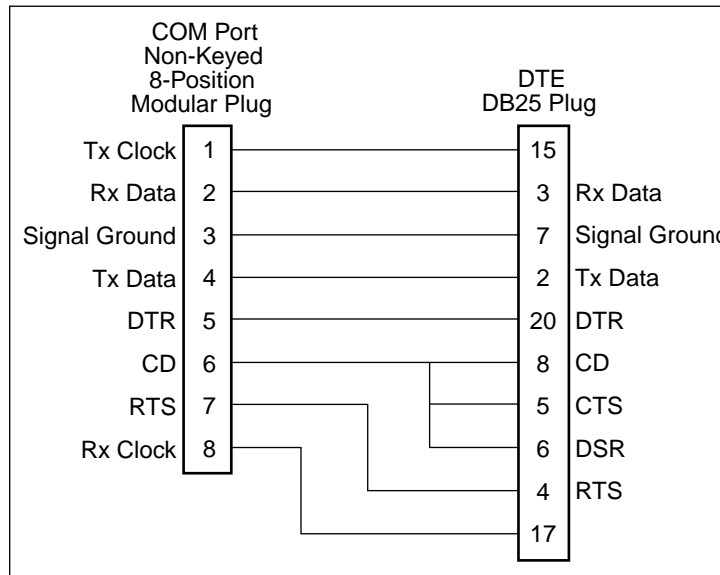 COM Port
Non-Keyed
8-Position
Modular Plug
DTE
DB25 Plug
Tx Clock 1 15
Rx Data 2 3 Rx Data
Signal Ground 3 7 Signal Ground
Tx Data 4 2 Tx Data
DTR 5 20 DTR
CD 6 8 CD
RTS 7 5 CTS
Rx Clock 8 6 DSR
4 RTS
17